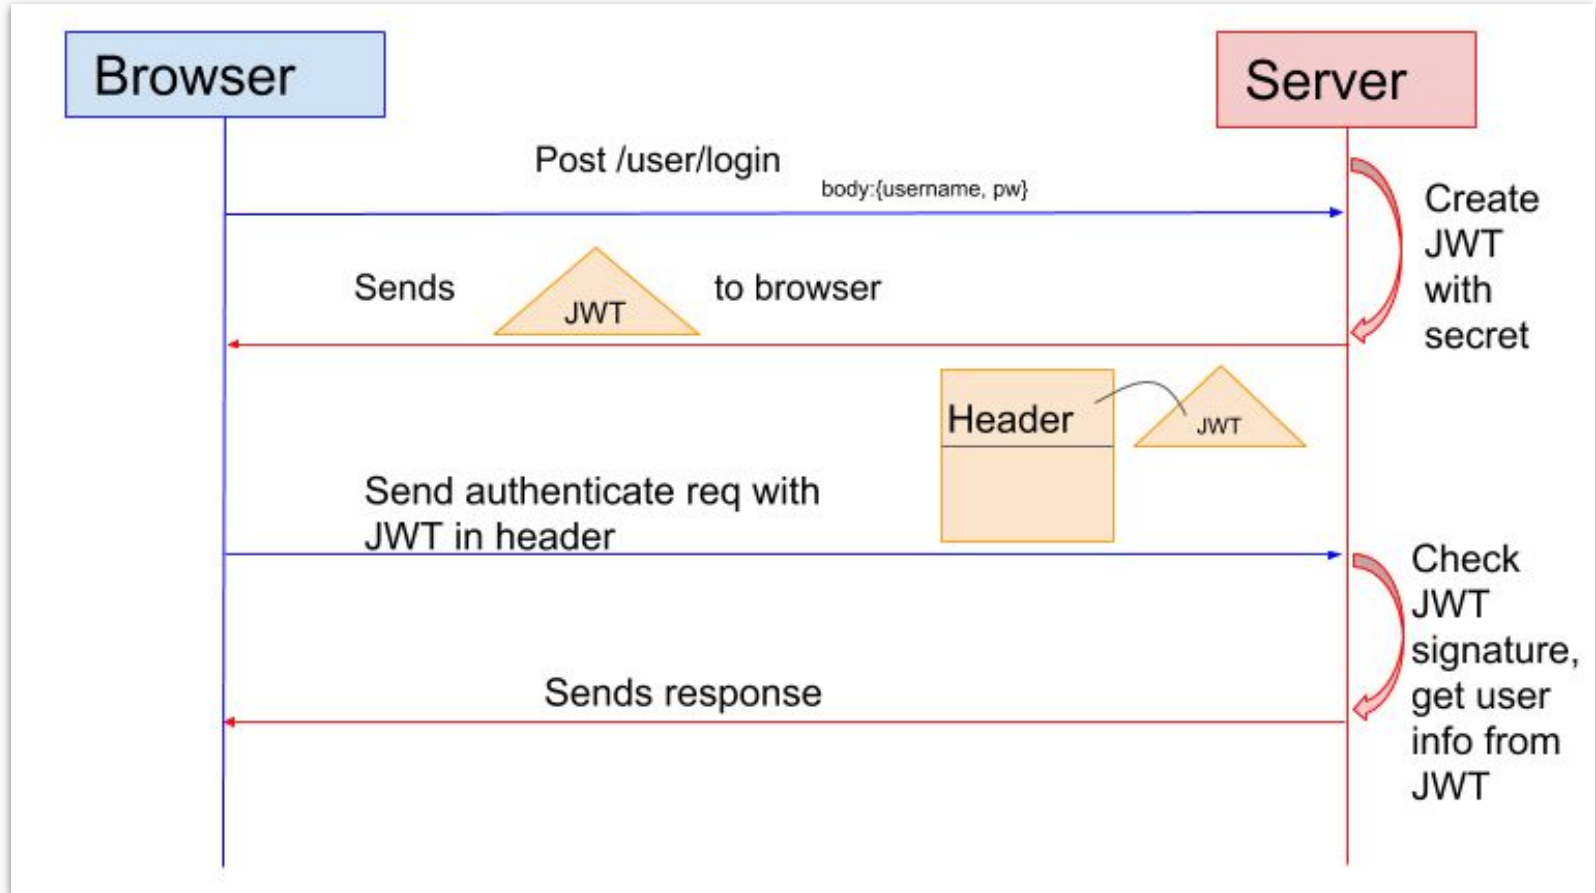 Browser
Server
Post /user/login
body:{username, pw}
Create
JWT
with
secret
Sends
JWT
to browser
Header
JWT
Send authenticate req with
JWT in header
Check
JWT
signature,
get user
info from
JWT
Sends response